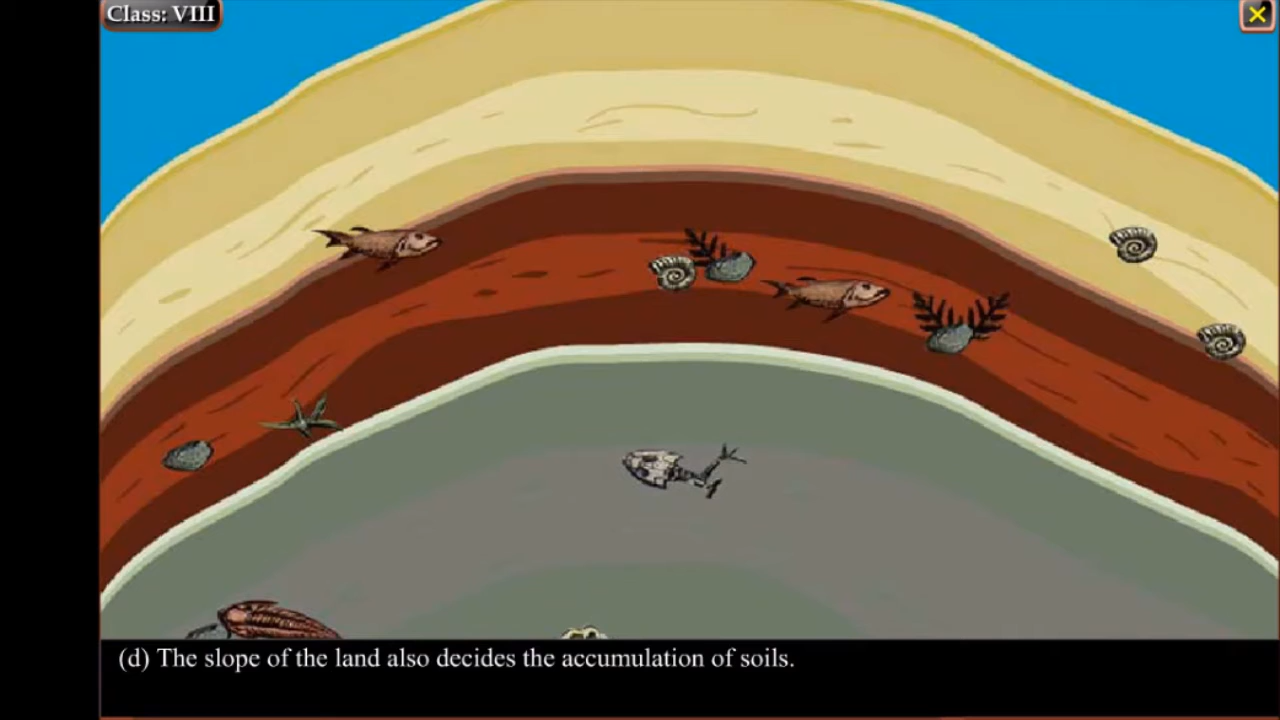 Class: VIII
(d) The slope of the land also decides the accumulation of soils.